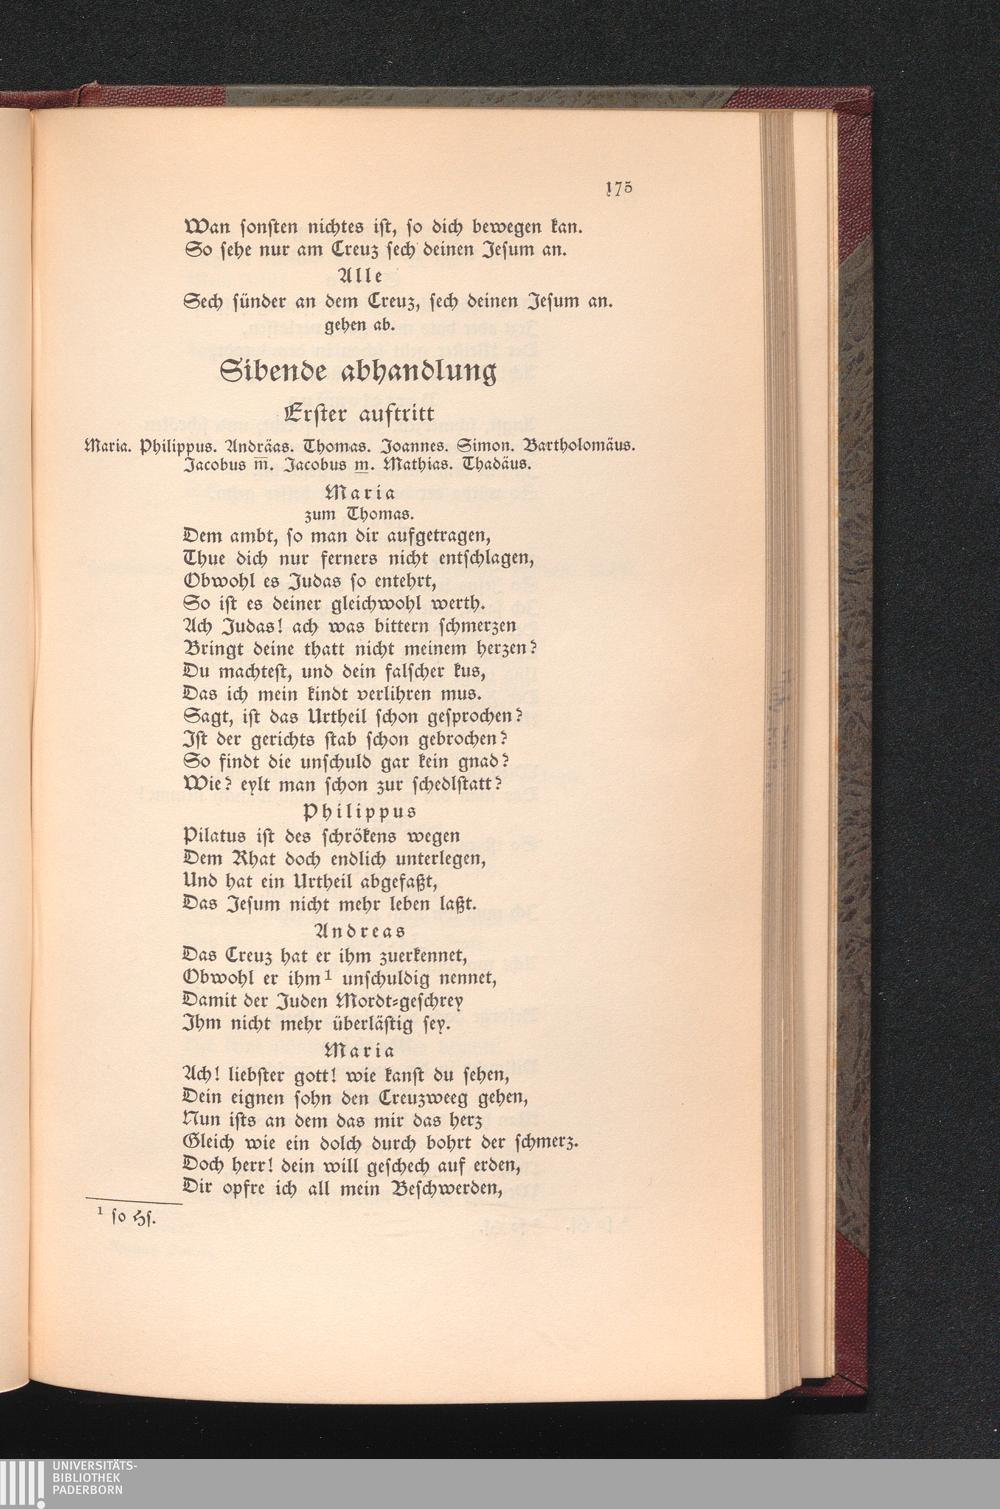 175
Wan sonsten nichtes ist, so dich bewegen kan.
So sehe nur am Creuz sech deinen Jesum an.
Alle
Sech sünder an dem Creuz, sech deinen Jesum an.
gehen ab.
Sibende abhandlung
Erster auftritt
Maria. Philippus. Andräas. Thomas. Joannes. Simon. Bartholomäus.
Jacobus m̅. Jacobus m̲. Mathias. Thadäus.
Maria
zum Thomas.
Dem ambt, so man dir aufgetragen,
Thue dich nur ferners nicht entschlagen,
Obwohl es Judas so entehrt,
So ist es deiner gleichwohl werth.
Ach Judas! ach was bittern schmerzen
Bringt deine thatt nicht meinem herzen?
Du machtest, und dein falscher kus,
Das ich mein kindt verlihren mus.
Sagt, ist das Urtheil schon gesprochen?
Ist der gerichts stab schon gebrochen?
So findt die unschuld gar kein gnad?
Wie? eylt man schon zur schedlstatt?
Philippus
Pilatus ist des schrökens wegen
Dem Rhat doch endlich unterlegen,
Und hat ein Urtheil abgefaßt,
Das Jesum nicht mehr leben laßt.
Andreas
Das Creuz hat er ihm zuerkennet,
Obwohl er ihm¹ unschuldig nennet,
Damit der Juden Mordt-geschrey
Ihm nicht mehr überlästig sey.
Maria
Ach! liebster gott! wie kanst du sehen,
Dein eignen sohn den Creuzweeg gehen,
Nun ists an dem das mir das herz
Gleich wie ein dolch durch bohrt der schmerz.
Doch herr! dein will geschech auf erden,
Dir opfre ich all mein Beschwerden,
¹ so Hs.
UNIVERSITÄTS-
BIBLIOTHEK
PADERBORN